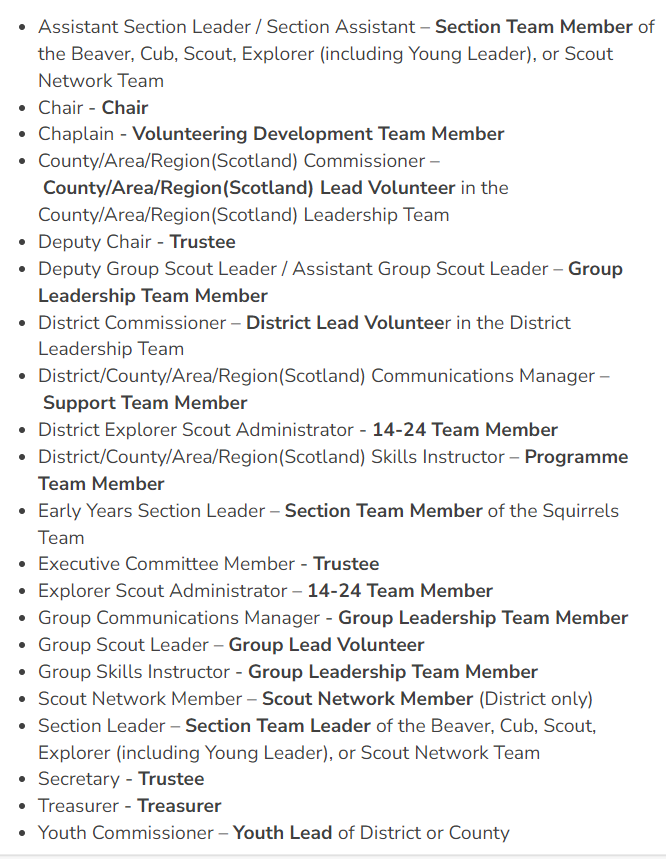 • Assistant Section Leader / Section Assistant – Section Team Member of
the Beaver, Cub, Scout, Explorer (including Young Leader), or Scout
Network Team
• Chair - Chair
• Chaplain - Volunteering Development Team Member
• County/Area/Region(Scotland) Commissioner –
County/Area/Region(Scotland) Lead Volunteer in the
County/Area/Region(Scotland) Leadership Team
• Deputy Chair - Trustee
• Deputy Group Scout Leader / Assistant Group Scout Leader – Group
Leadership Team Member
• District Commissioner – District Lead Volunteer in the District
Leadership Team
• District/County/Area/Region(Scotland) Communications Manager –
Support Team Member
• District Explorer Scout Administrator - 14-24 Team Member
• District/County/Area/Region(Scotland) Skills Instructor – Programme
Team Member
• Early Years Section Leader – Section Team Member of the Squirrels
Team
• Executive Committee Member - Trustee
• Explorer Scout Administrator – 14-24 Team Member
• Group Communications Manager - Group Leadership Team Member
• Group Scout Leader – Group Lead Volunteer
• Group Skills Instructor - Group Leadership Team Member
• Scout Network Member – Scout Network Member (District only)
• Section Leader – Section Team Leader of the Beaver, Cub, Scout,
Explorer (including Young Leader), or Scout Network Team
• Secretary - Trustee
• Treasurer - Treasurer
• Youth Commissioner – Youth Lead of District or County